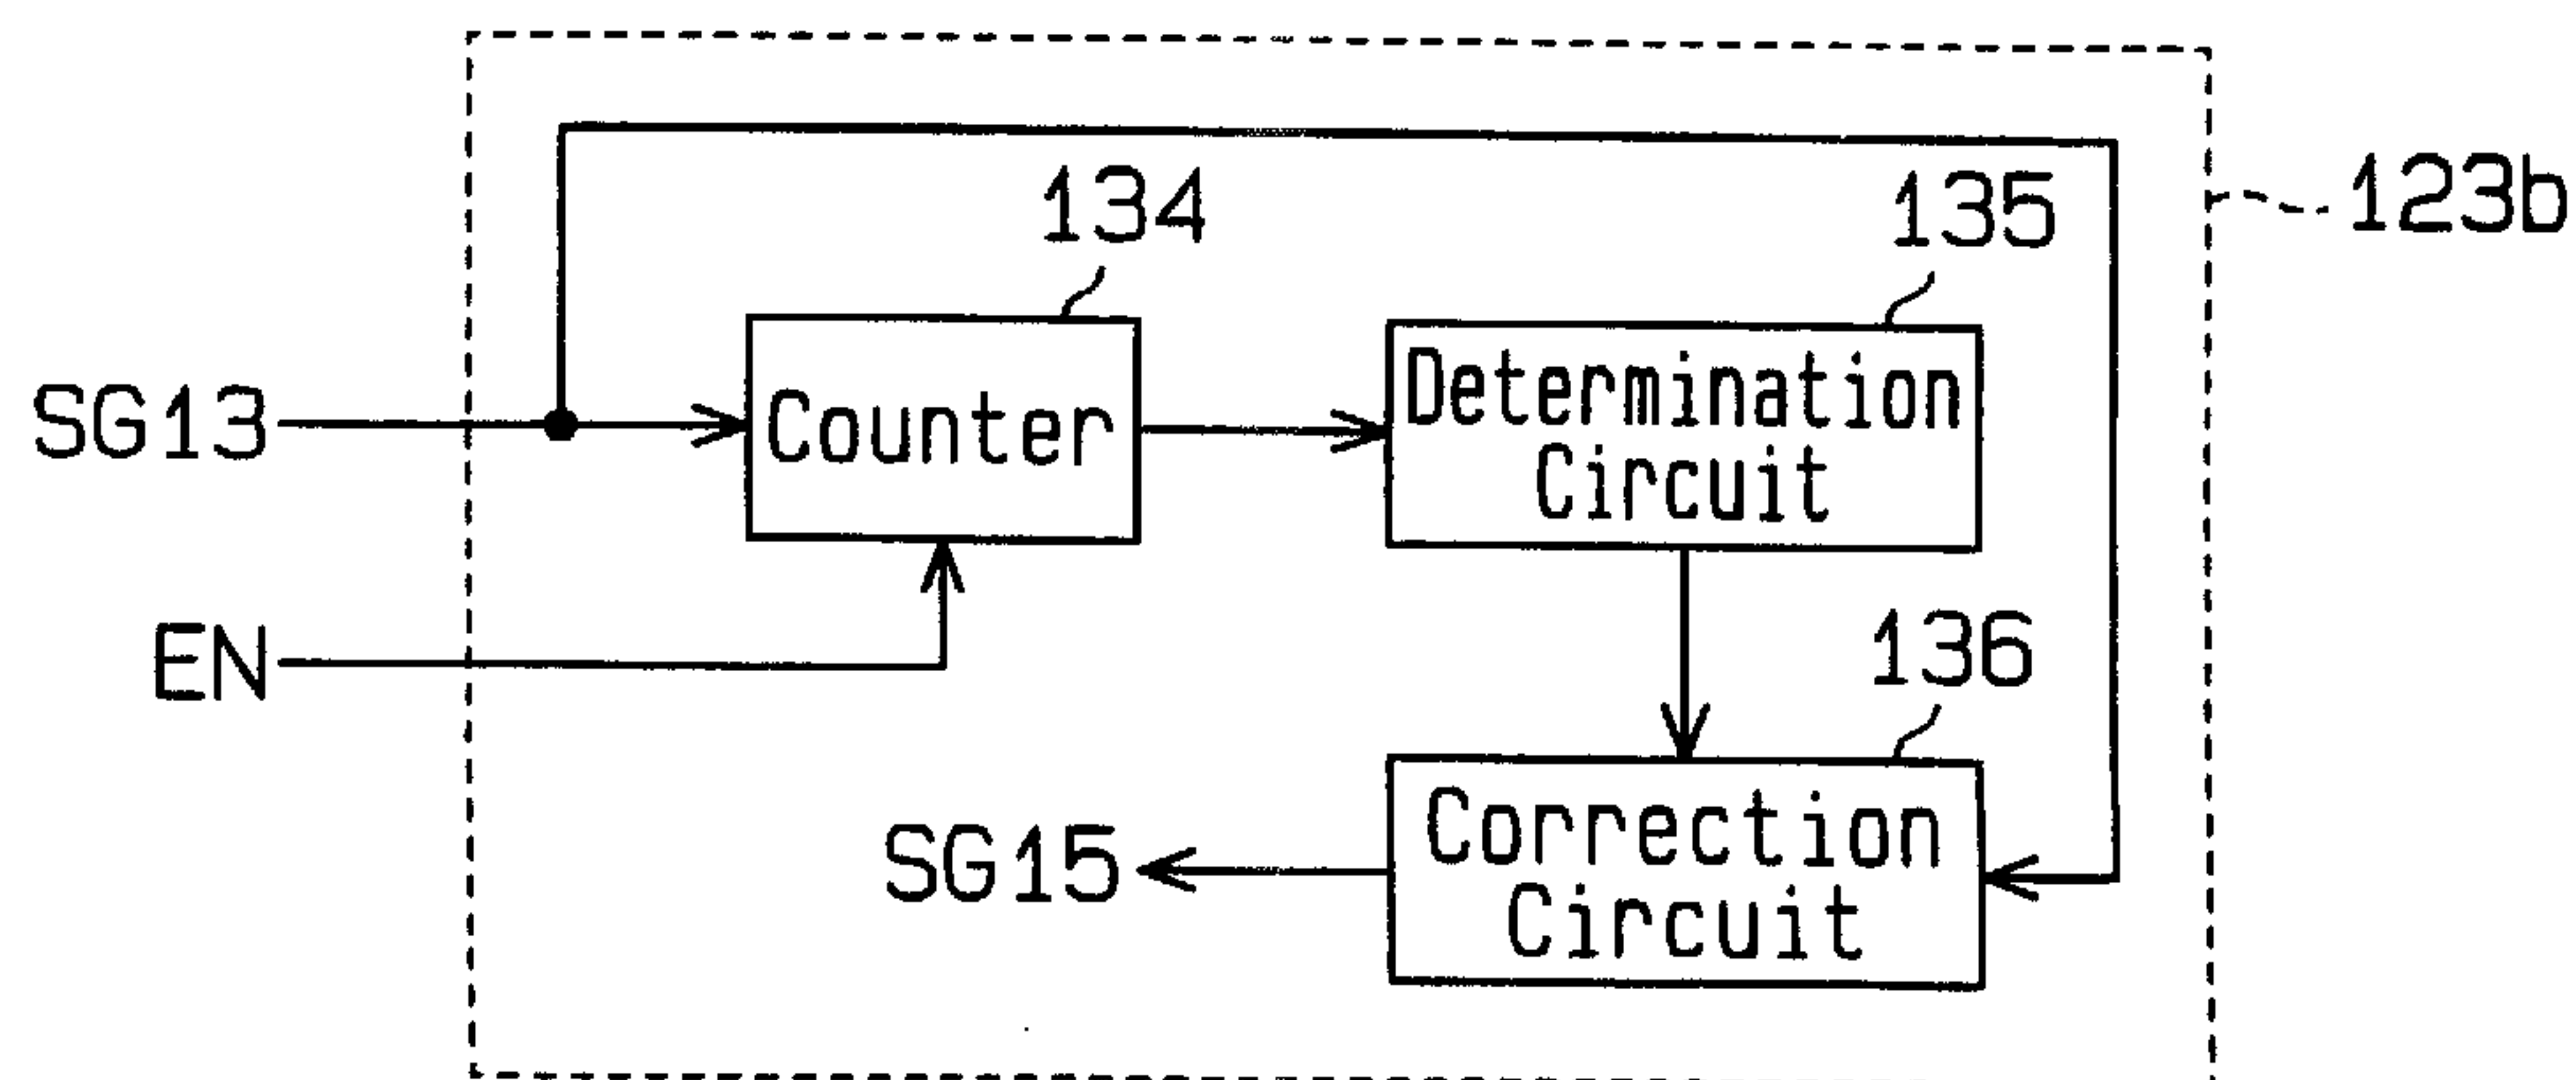 134
135
123b
SG13
Counter
Determination
Circuit
EN
136
SG15
Correction
Circuit